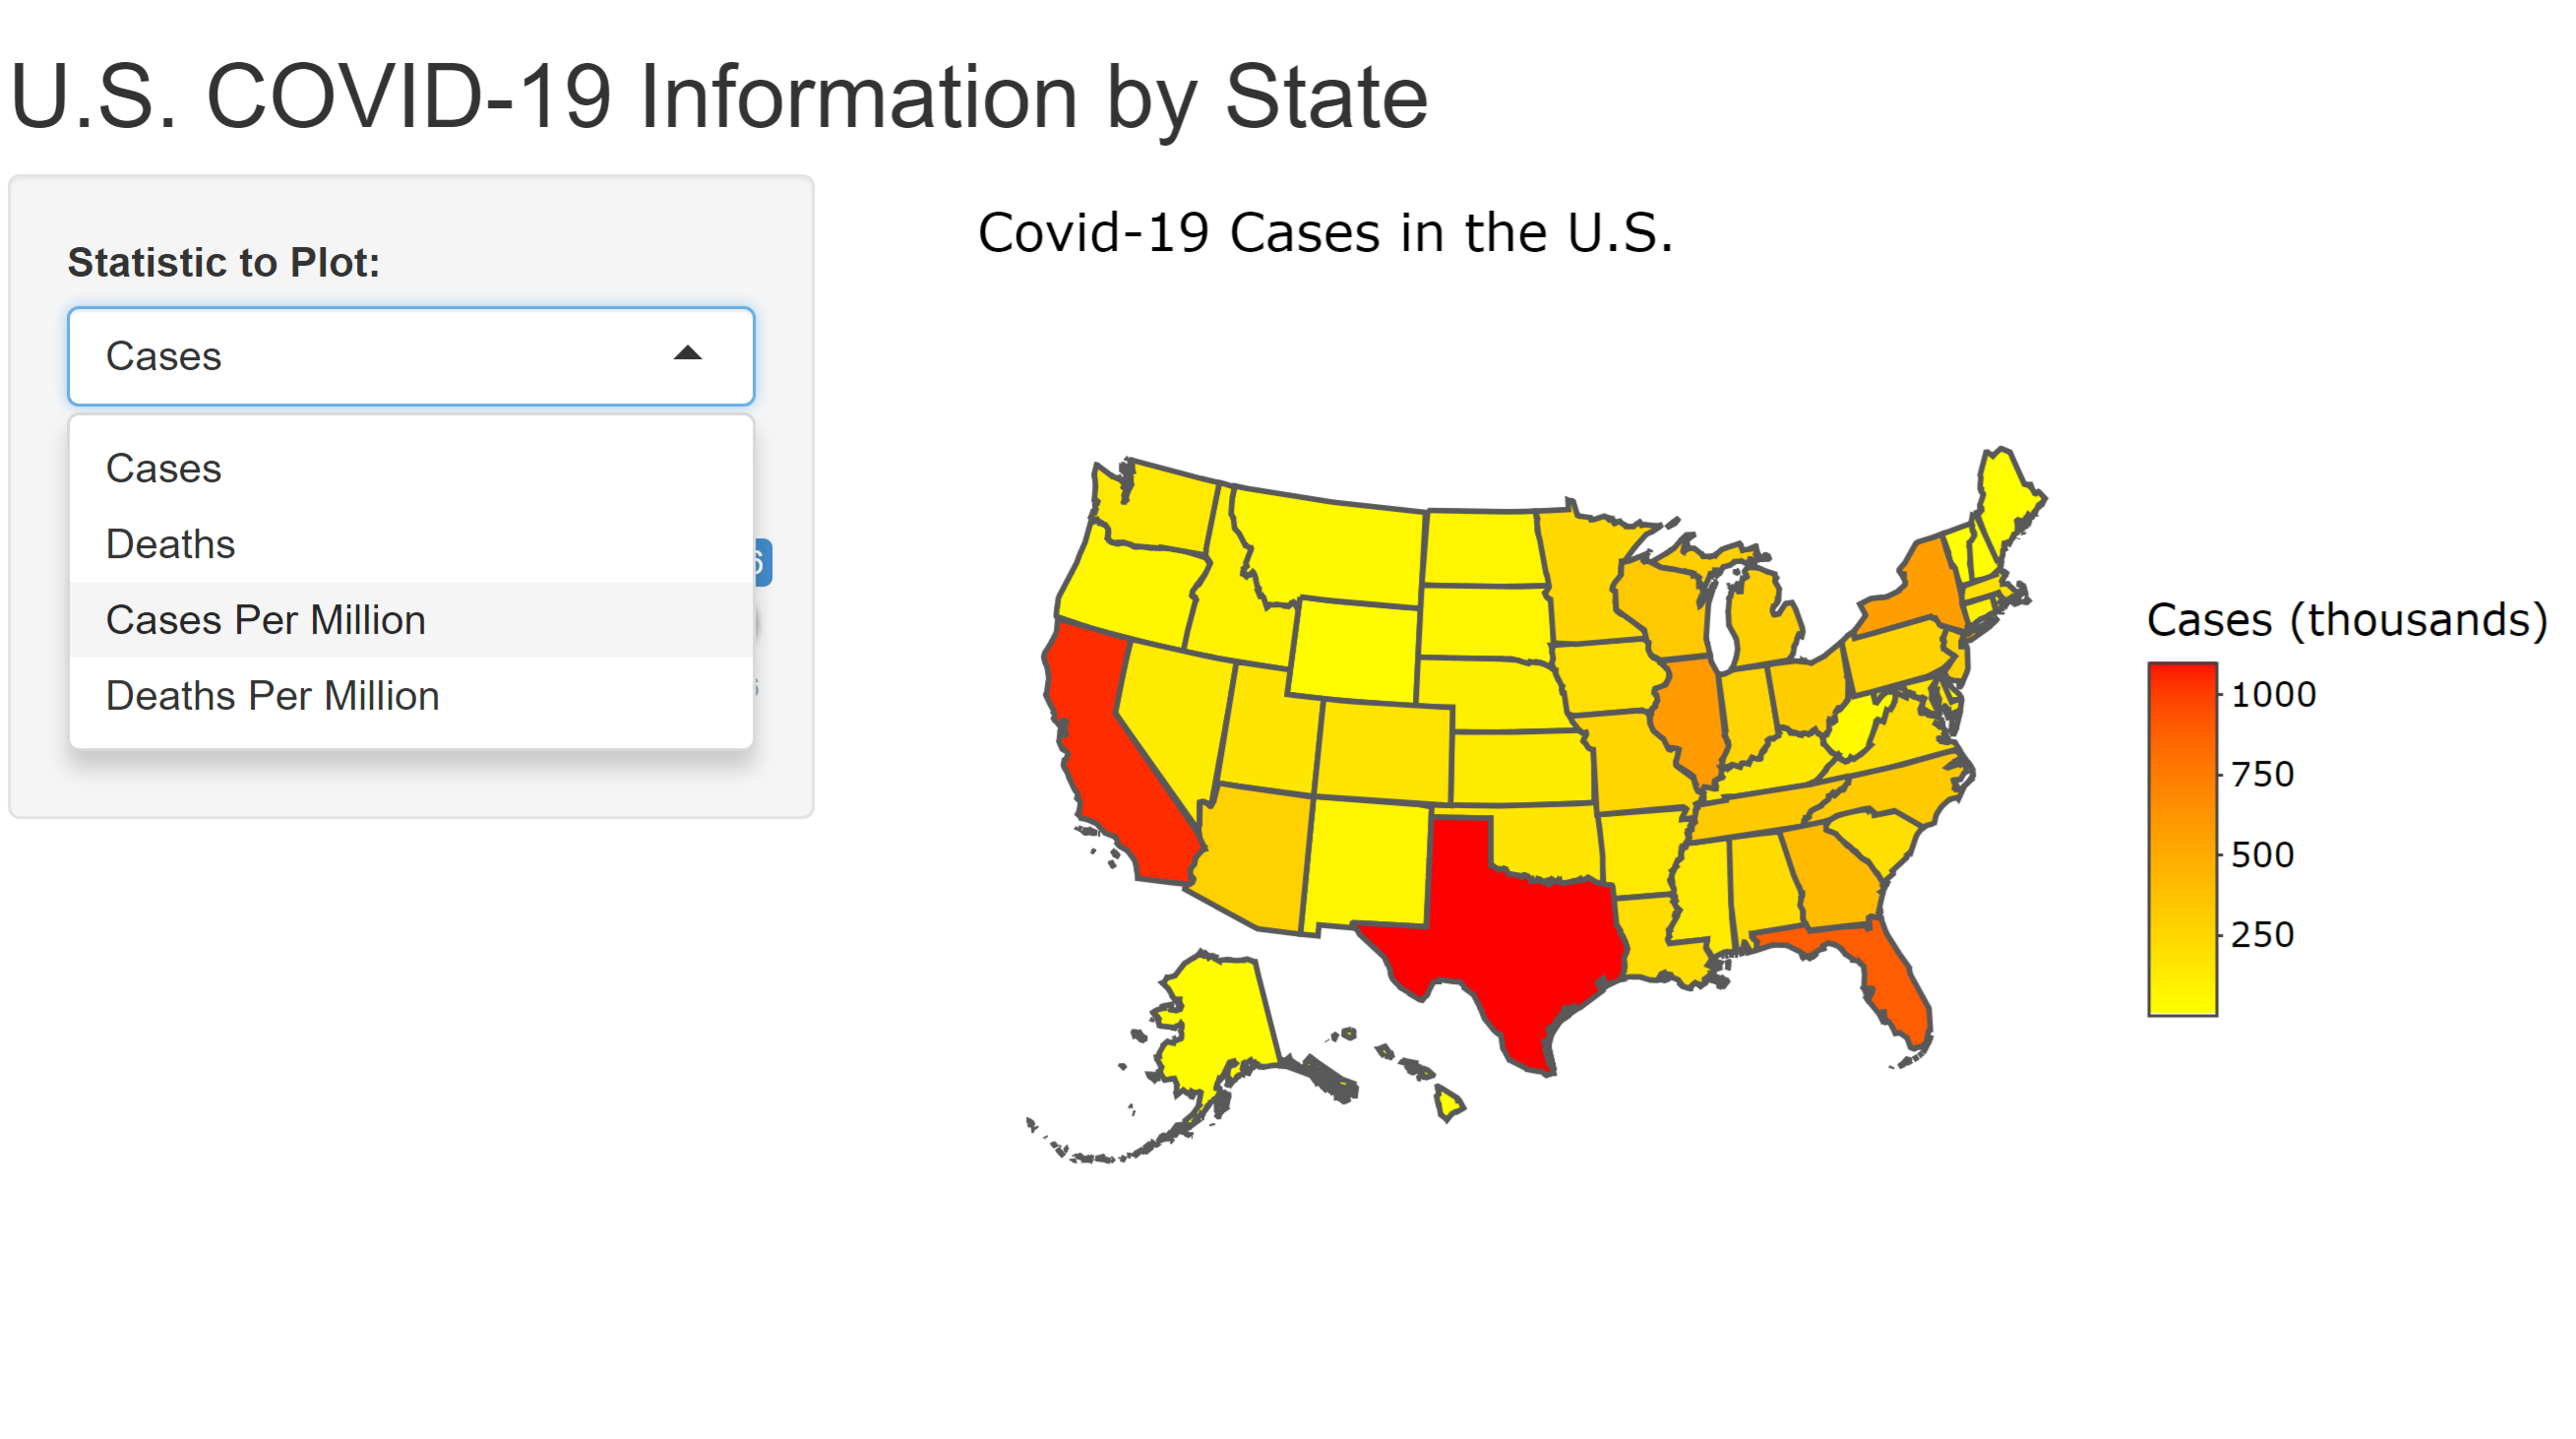 U.S. COVID-19 Information by State
Statistic to Plot:
Cases
Cases
Deaths
Cases Per Million
Deaths Per Million
Covid-19 Cases in the U.S.
Cases (thousands)
1000
750
500
250